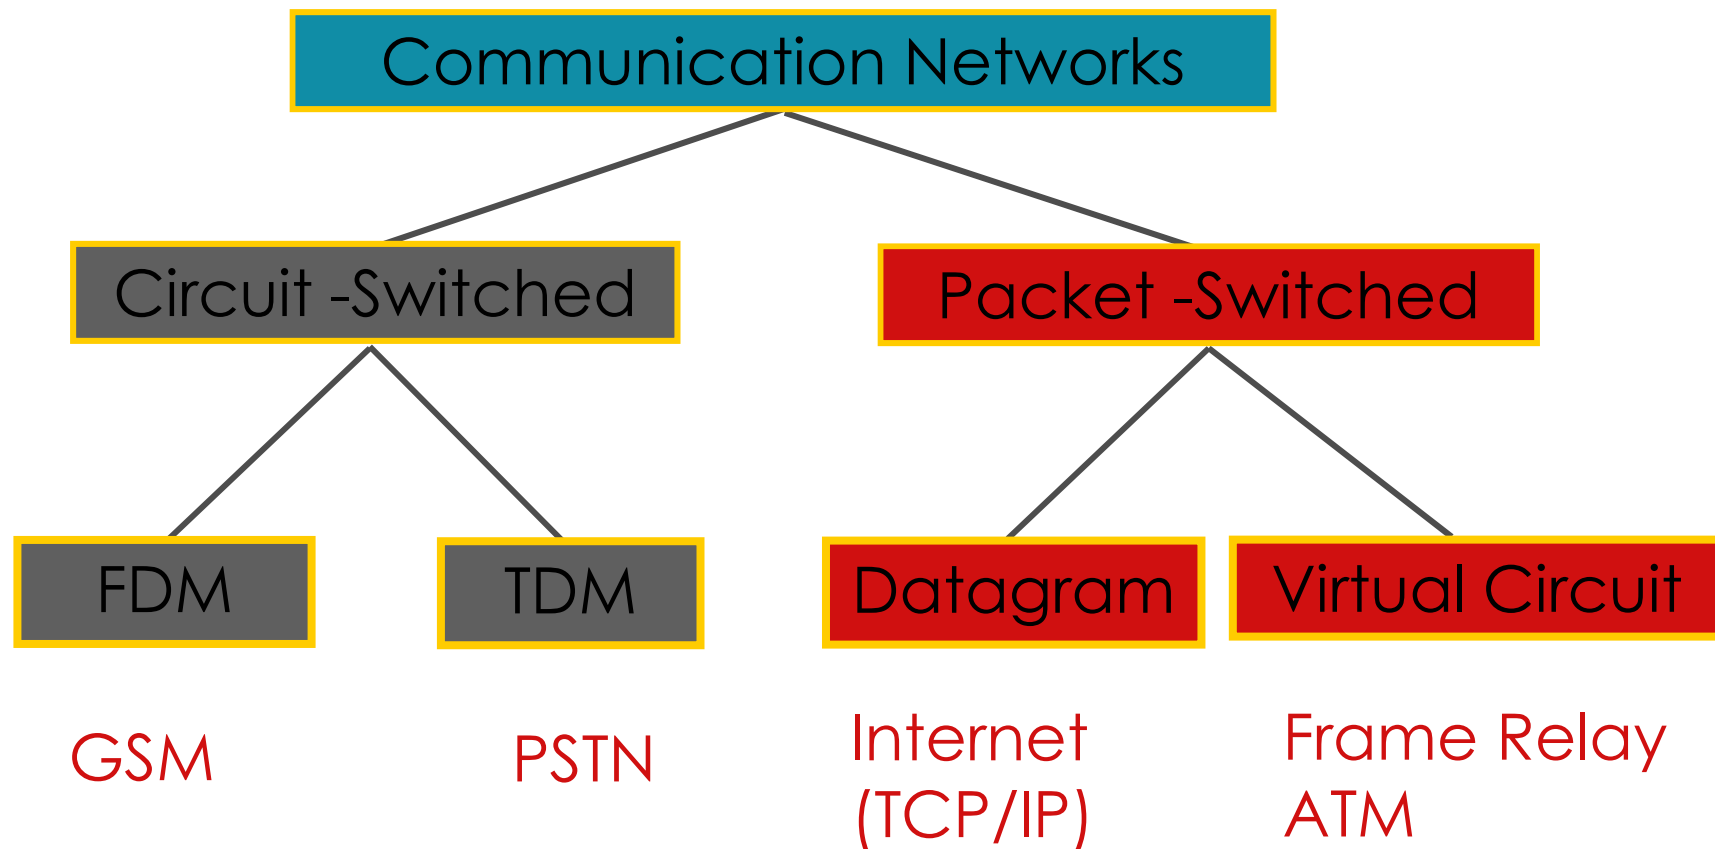 Communication Networks
Circuit -Switched
Packet -Switched
FDM
TDM
Datagram
Virtual Circuit
GSM
PSTN
Internet
(TCP/IP)
Frame Relay
ATM